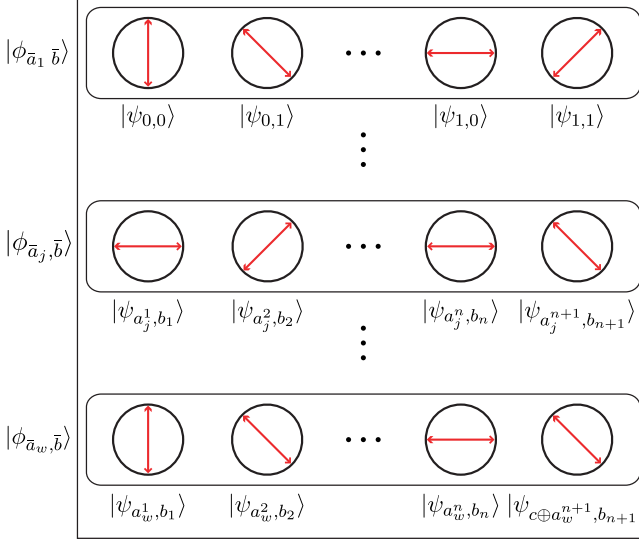 |ϕ_{ā₁ b̄}⟩
|ψ_{0,0}⟩ |ψ_{0,1}⟩ ··· |ψ_{1,0}⟩ |ψ_{1,1}⟩
|ϕ_{ā_j,b̄}⟩
|ψ_{a_j^1,b_1}⟩ |ψ_{a_j^2,b_2}⟩ ··· |ψ_{a_j^n,b_n}⟩ |ψ_{a_j^{n+1},b_{n+1}}⟩
|ϕ_{ā_w,b̄}⟩
|ψ_{a_w^1,b_1}⟩ |ψ_{a_w^2,b_2}⟩ ··· |ψ_{a_w^n,b_n}⟩ |ψ_{c⊕a_w^{n+1},b_{n+1}}